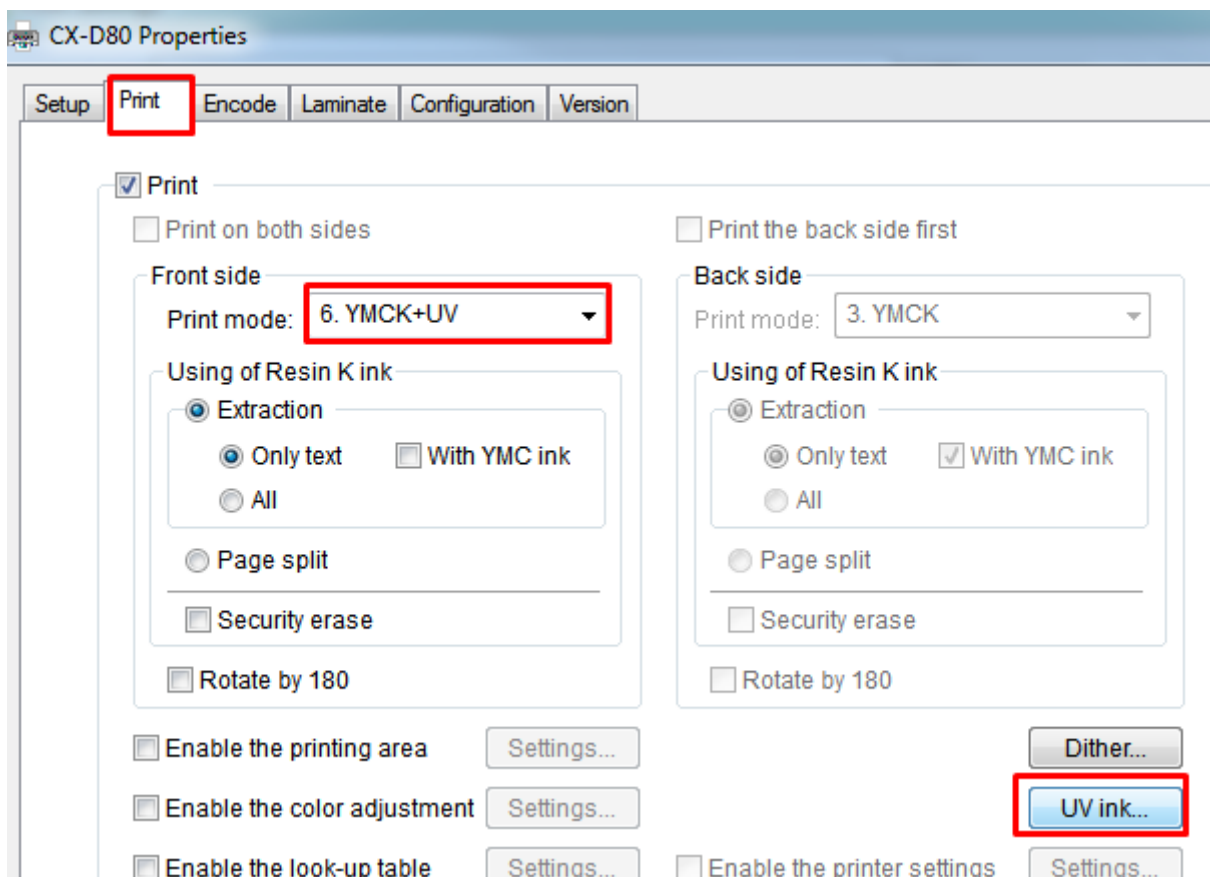 CX-D80 Properties
Setup Print Encode Laminate Configuration Version
Print
Print on both sides Print the back side first
Front side Back side
Print mode: 6. YMCK+UV Print mode: 3. YMCK
Using of Resin K ink Using of Resin K ink
Extraction Extraction
Only text With YMC ink Only text With YMC ink
All All
Page split Page split
Security erase Security erase
Rotate by 180 Rotate by 180
Enable the printing area Settings... Dither...
Enable the color adjustment Settings... UV ink...
Enable the look-up table Settings... Enable the printer settings Settings...